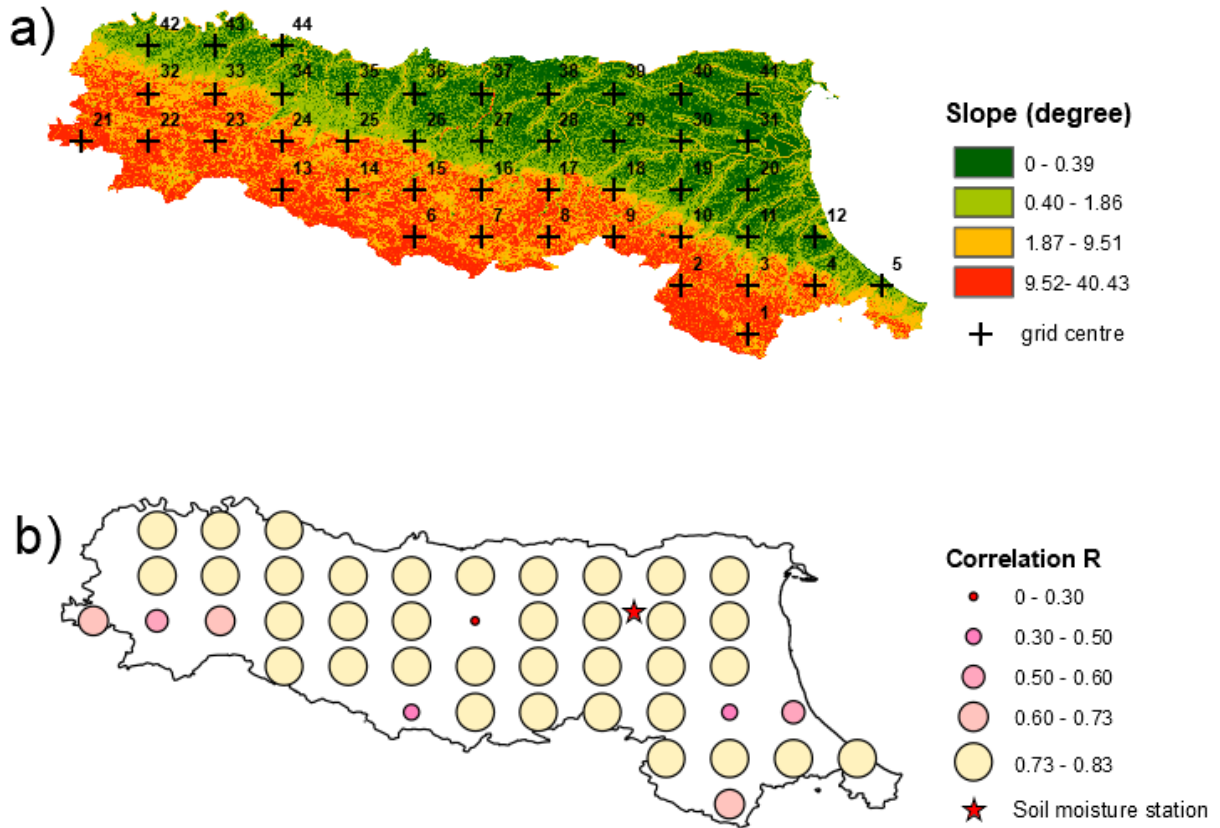 a)
42 43 44
32 33 34 35 36 37 38 39 40 41
21 22 23 24 25 26 27 28 29 30 31
13 14 15 16 17 18 19 20
6 7 8 9 10 11 12
2 3 4 5
1
Slope (degree)
0 - 0.39
0.40 - 1.86
1.87 - 9.51
9.52- 40.43
grid centre
b)
Correlation R
0 - 0.30
0.30 - 0.50
0.50 - 0.60
0.60 - 0.73
0.73 - 0.83
Soil moisture station